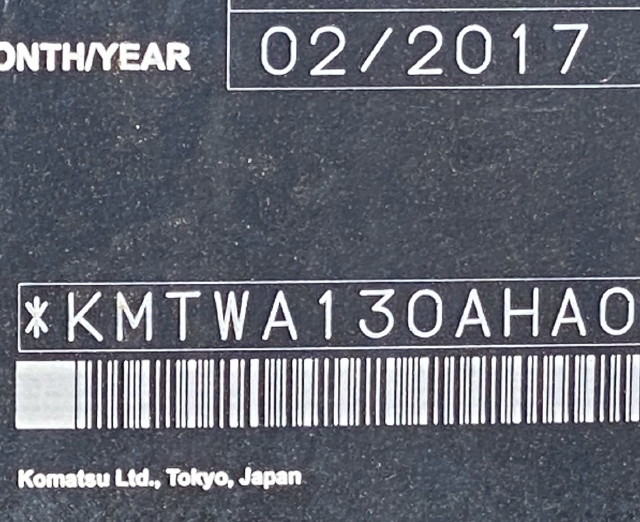 ONTH/YEAR 02/2017
*KMTWA130AHA0
Komatsu Ltd., Tokyo, Japan